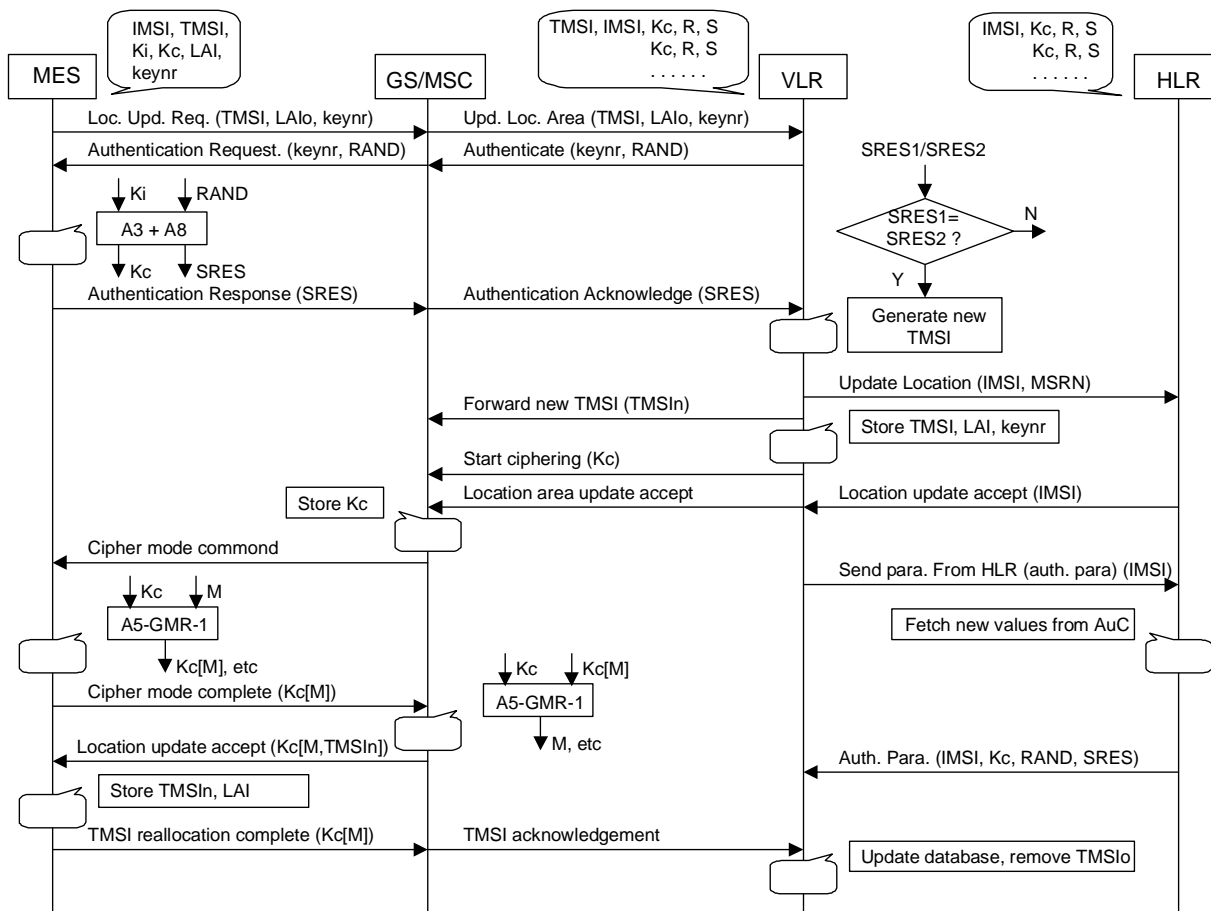 IMSI, TMSI,
Ki, Kc, LAI,
keynr
TMSI, IMSI, Kc, R, S
Kc, R, S
. . . . . .
IMSI, Kc, R, S
Kc, R, S
. . . . . .
MES
GS/MSC
VLR
HLR
Loc. Upd. Req. (TMSI, LAIo, keynr)
Upd. Loc. Area (TMSI, LAIo, keynr)
Authentication Request. (keynr, RAND)
Authenticate (keynr, RAND)
SRES1/SRES2
Ki
RAND
A3 + A8
SRES1=
SRES2 ?
N
Kc
SRES
Y
Authentication Response (SRES)
Authentication Acknowledge (SRES)
Generate new
TMSI
Update Location (IMSI, MSRN)
Forward new TMSI (TMSIn)
Store TMSI, LAI, keynr
Start ciphering (Kc)
Store Kc
Location area update accept
Location update accept (IMSI)
Cipher mode commond
Send para. From HLR (auth. para) (IMSI)
Kc
M
A5-GMR-1
Fetch new values from AuC
Kc[M], etc
Kc
Kc[M]
Cipher mode complete (Kc[M])
A5-GMR-1
M, etc
Location update accept (Kc[M,TMSIn])
Auth. Para. (IMSI, Kc, RAND, SRES)
Store TMSIn, LAI
TMSI reallocation complete (Kc[M])
TMSI acknowledgement
Update database, remove TMSIo